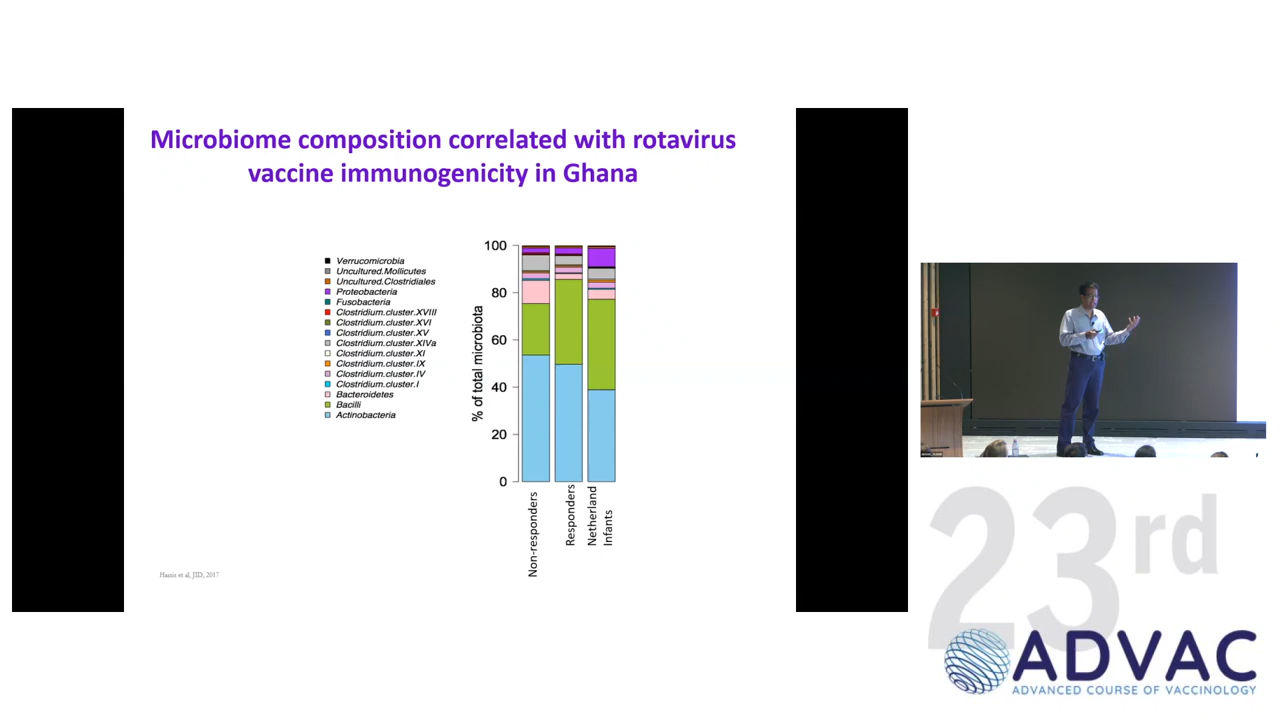 Microbiome composition correlated with rotavirus
vaccine immunogenicity in Ghana
Verrucomicrobia
Uncultured.Mollicutes
Uncultured.Clostridiales
Proteobacteria
Fusobacteria
Clostridium.cluster.XVIII
Clostridium.cluster.XVI
Clostridium.cluster.XV
Clostridium.cluster.XIVa
Clostridium.cluster.XI
Clostridium.cluster.IX
Clostridium.cluster.IV
Clostridium.cluster.I
Bacteroidetes
Bacilli
Actinobacteria
% of total microbiota
100
80
60
40
20
0
Non-responders
Responders
Netherland
Infants
et al, JID, 2017
23rd
ADVAC
ADVANCED COURSE OF VACCINOLOGY